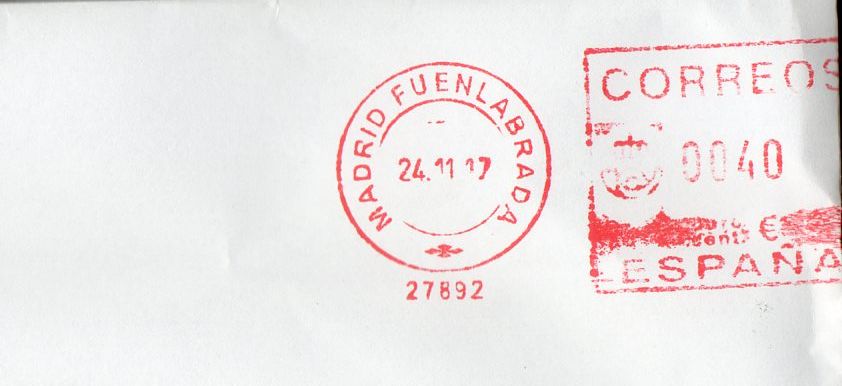 MADRID FUENLABRADA
24.11 17
27892
CORREOS
0040
€
ESPAÑA